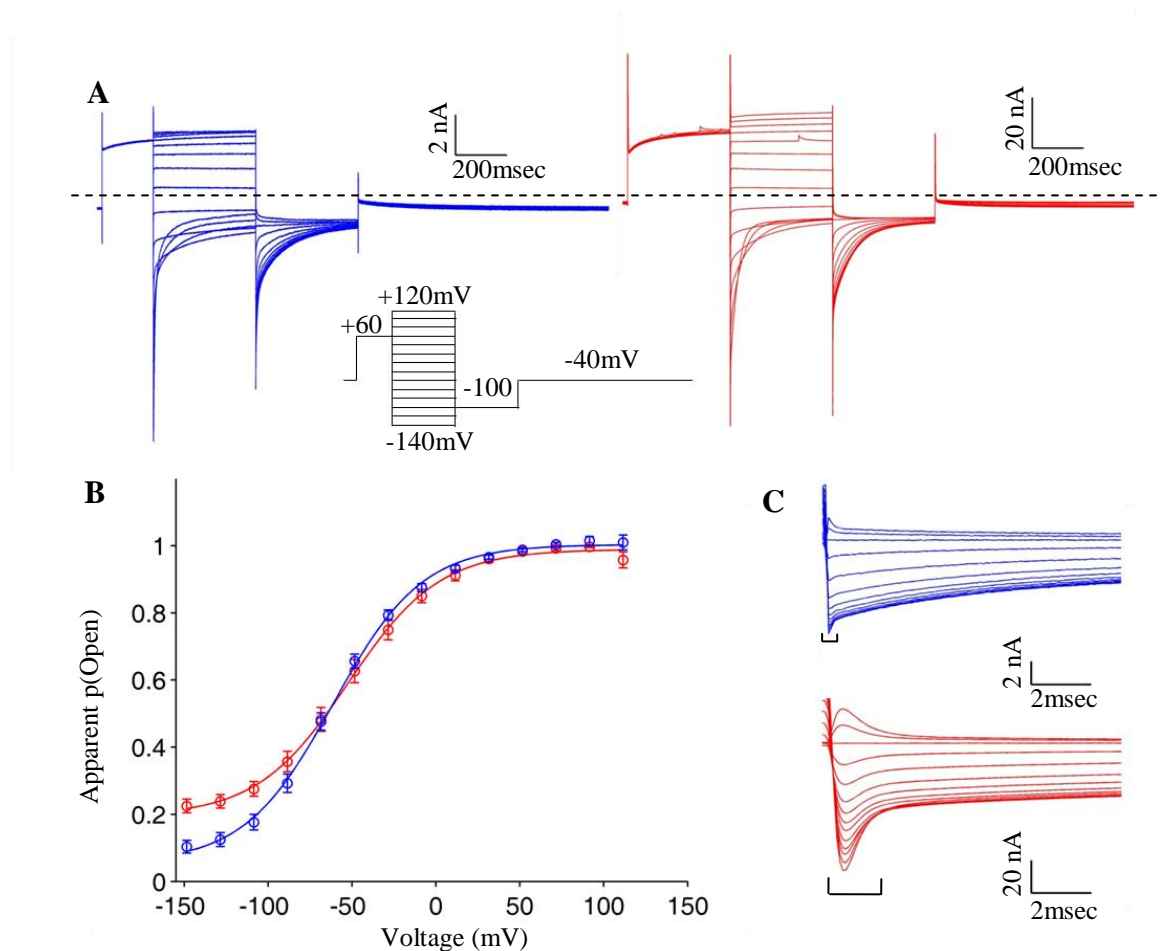 A
2 nA
200msec
20 nA
200msec
+120mV
+60
-40mV
-100
-140mV
B
Apparent p(Open)
1
0.8
0.6
0.4
0.2
0
-150
-100
-50
0
50
100
150
Voltage (mV)
C
2 nA
2msec
20 nA
2msec